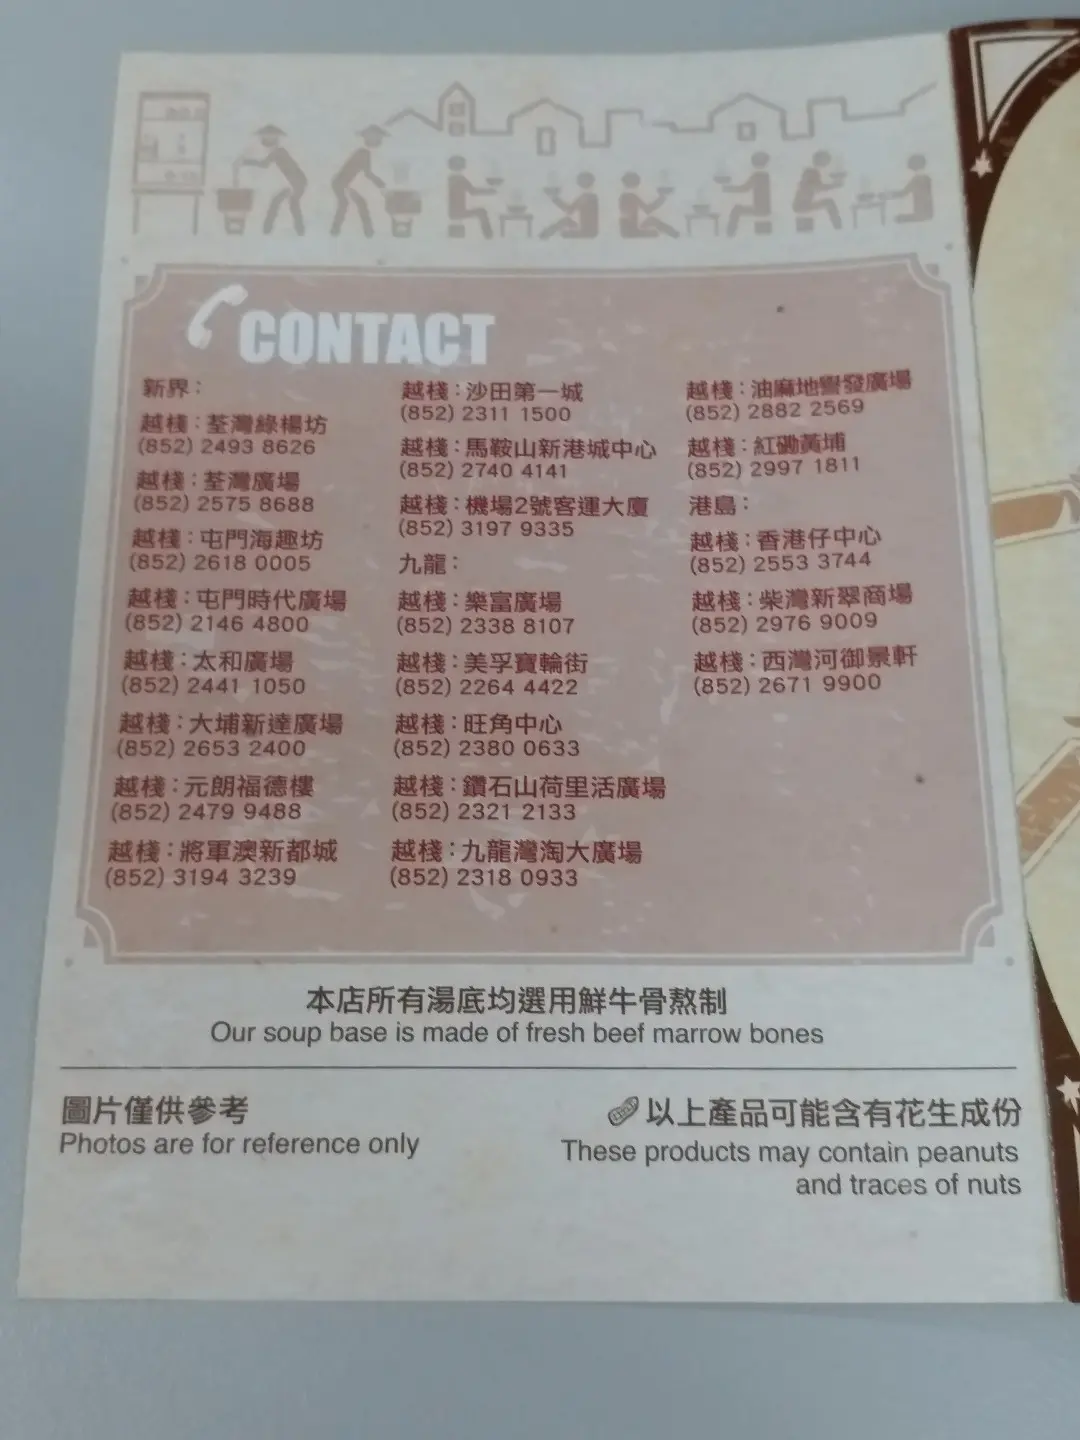 CONTACT
新界：
越棧：荃灣綠楊坊
(852) 2493 8626
越棧：荃灣廣場
(852) 2575 8688
越棧：屯門海趣坊
(852) 2618 0005
越棧：屯門時代廣場
(852) 2146 4800
越棧：太和廣場
(852) 2441 1050
越棧：大埔新達廣場
(852) 2653 2400
越棧：元朗福德樓
(852) 2479 9488
越棧：將軍澳新都城
(852) 3194 3239
越棧：沙田第一城
(852) 2311 1500
越棧：馬鞍山新港城中心
(852) 2740 4141
越棧：機場2號客運大廈
(852) 3197 9335
九龍：
越棧：樂富廣場
(852) 2338 8107
越棧：美孚寶輪街
(852) 2264 4422
越棧：旺角中心
(852) 2380 0633
越棧：鑽石山荷里活廣場
(852) 2321 2133
越棧：九龍灣淘大廣場
(852) 2318 0933
越棧：油麻地譽發廣場
(852) 2882 2569
越棧：紅磡黃埔
(852) 2997 1811
港島：
越棧：香港仔中心
(852) 2553 3744
越棧：柴灣新翠商場
(852) 2976 9009
越棧：西灣河御景軒
(852) 2671 9900
本店所有湯底均選用鮮牛骨熬制
Our soup base is made of fresh beef marrow bones
圖片僅供參考
Photos are for reference only
以上產品可能含有花生成份
These products may contain peanuts
and traces of nuts